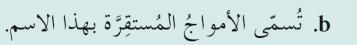 b. تُسمّى الأمواجُ المُستقِرَّة بهذا الاسم.